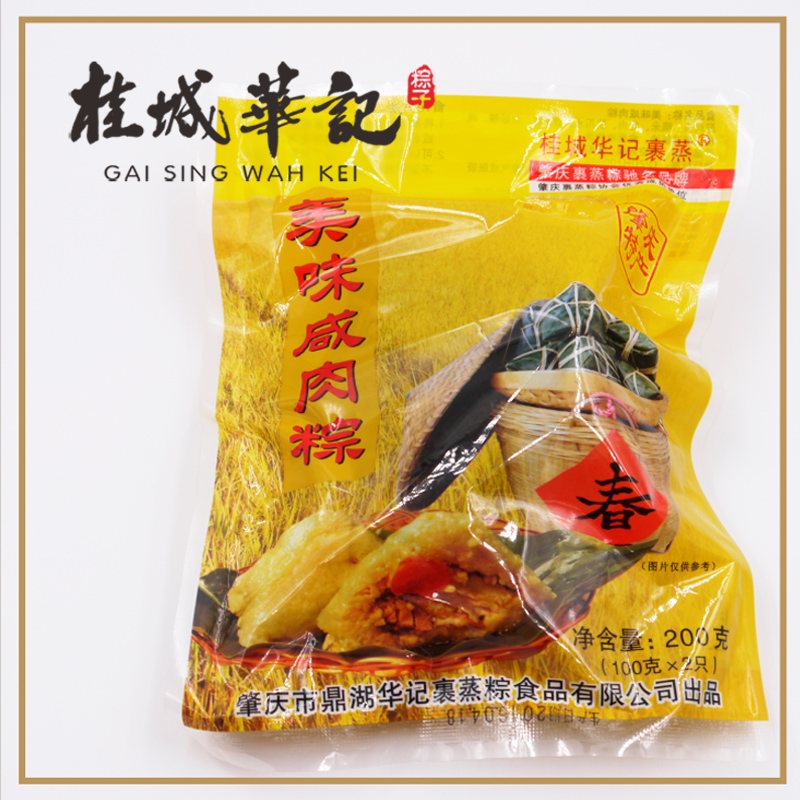 桂城華記
粽子
GAI SING WAH KEI
桂城华记裹蒸®
肇庆裹蒸粽驰名品牌
美味咸肉粽
春
(图片仅供参考)
净含量：200克
(100克×2只)
肇庆市鼎湖华记裹蒸粽食品有限公司出品
20160418